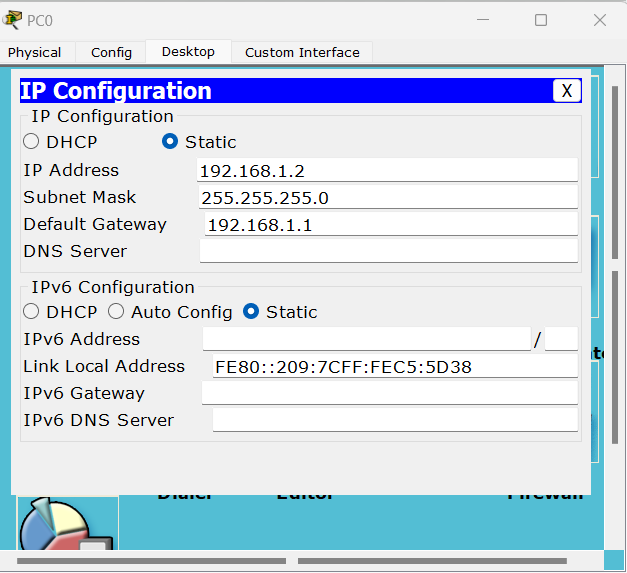 PC0
Physical Config Desktop Custom Interface
IP Configuration X
IP Configuration
DHCP Static
IP Address 192.168.1.2
Subnet Mask 255.255.255.0
Default Gateway 192.168.1.1
DNS Server
IPv6 Configuration
DHCP Auto Config Static
IPv6 Address /
Link Local Address FE80::209:7CFF:FEC5:5D38
IPv6 Gateway
IPv6 DNS Server
Dialer Editor Firewall